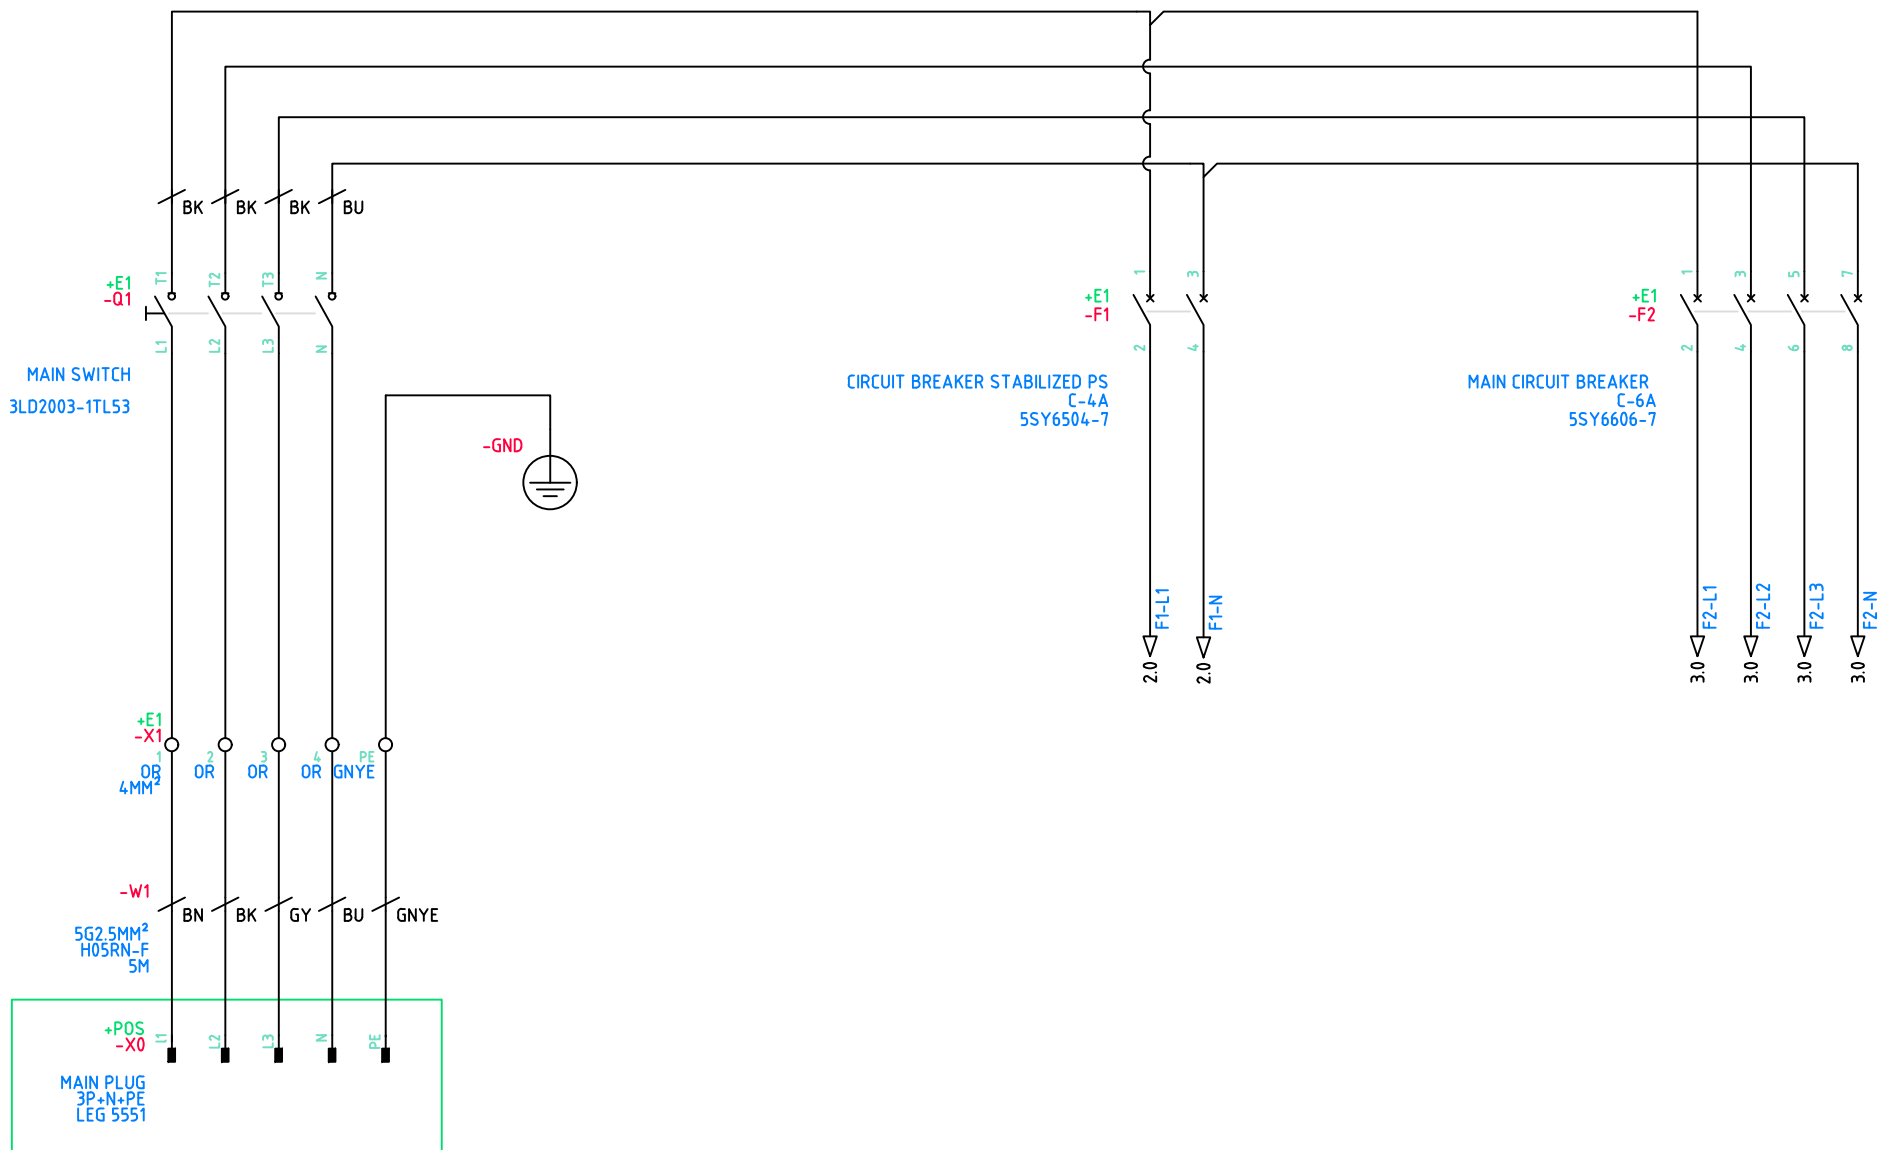 BK BK BK BU
T1 T2 T3 N
+E1
-Q1
L1 L2 L3 N
MAIN SWITCH
3LD2003-1TL53
-GND
1 3
+E1
-F1
2 4
CIRCUIT BREAKER STABILIZED PS
C-4A
5SY6504-7
1 3 5 7
+E1
-F2
2 4 6 8
MAIN CIRCUIT BREAKER
C-6A
5SY6606-7
F1-L1 F1-N
2.0 2.0
F2-L1 F2-L2 F2-L3 F2-N
3.0 3.0 3.0 3.0
+E1
-X1
1 2 3 4 PE
OR OR OR OR GNYE
4MM²
-W1
BN BK GY BU GNYE
5G2.5MM²
H05RN-F
5M
+POS
-X0
l1 L2 L3 N PE
MAIN PLUG
3P+N+PE
LEG 5551